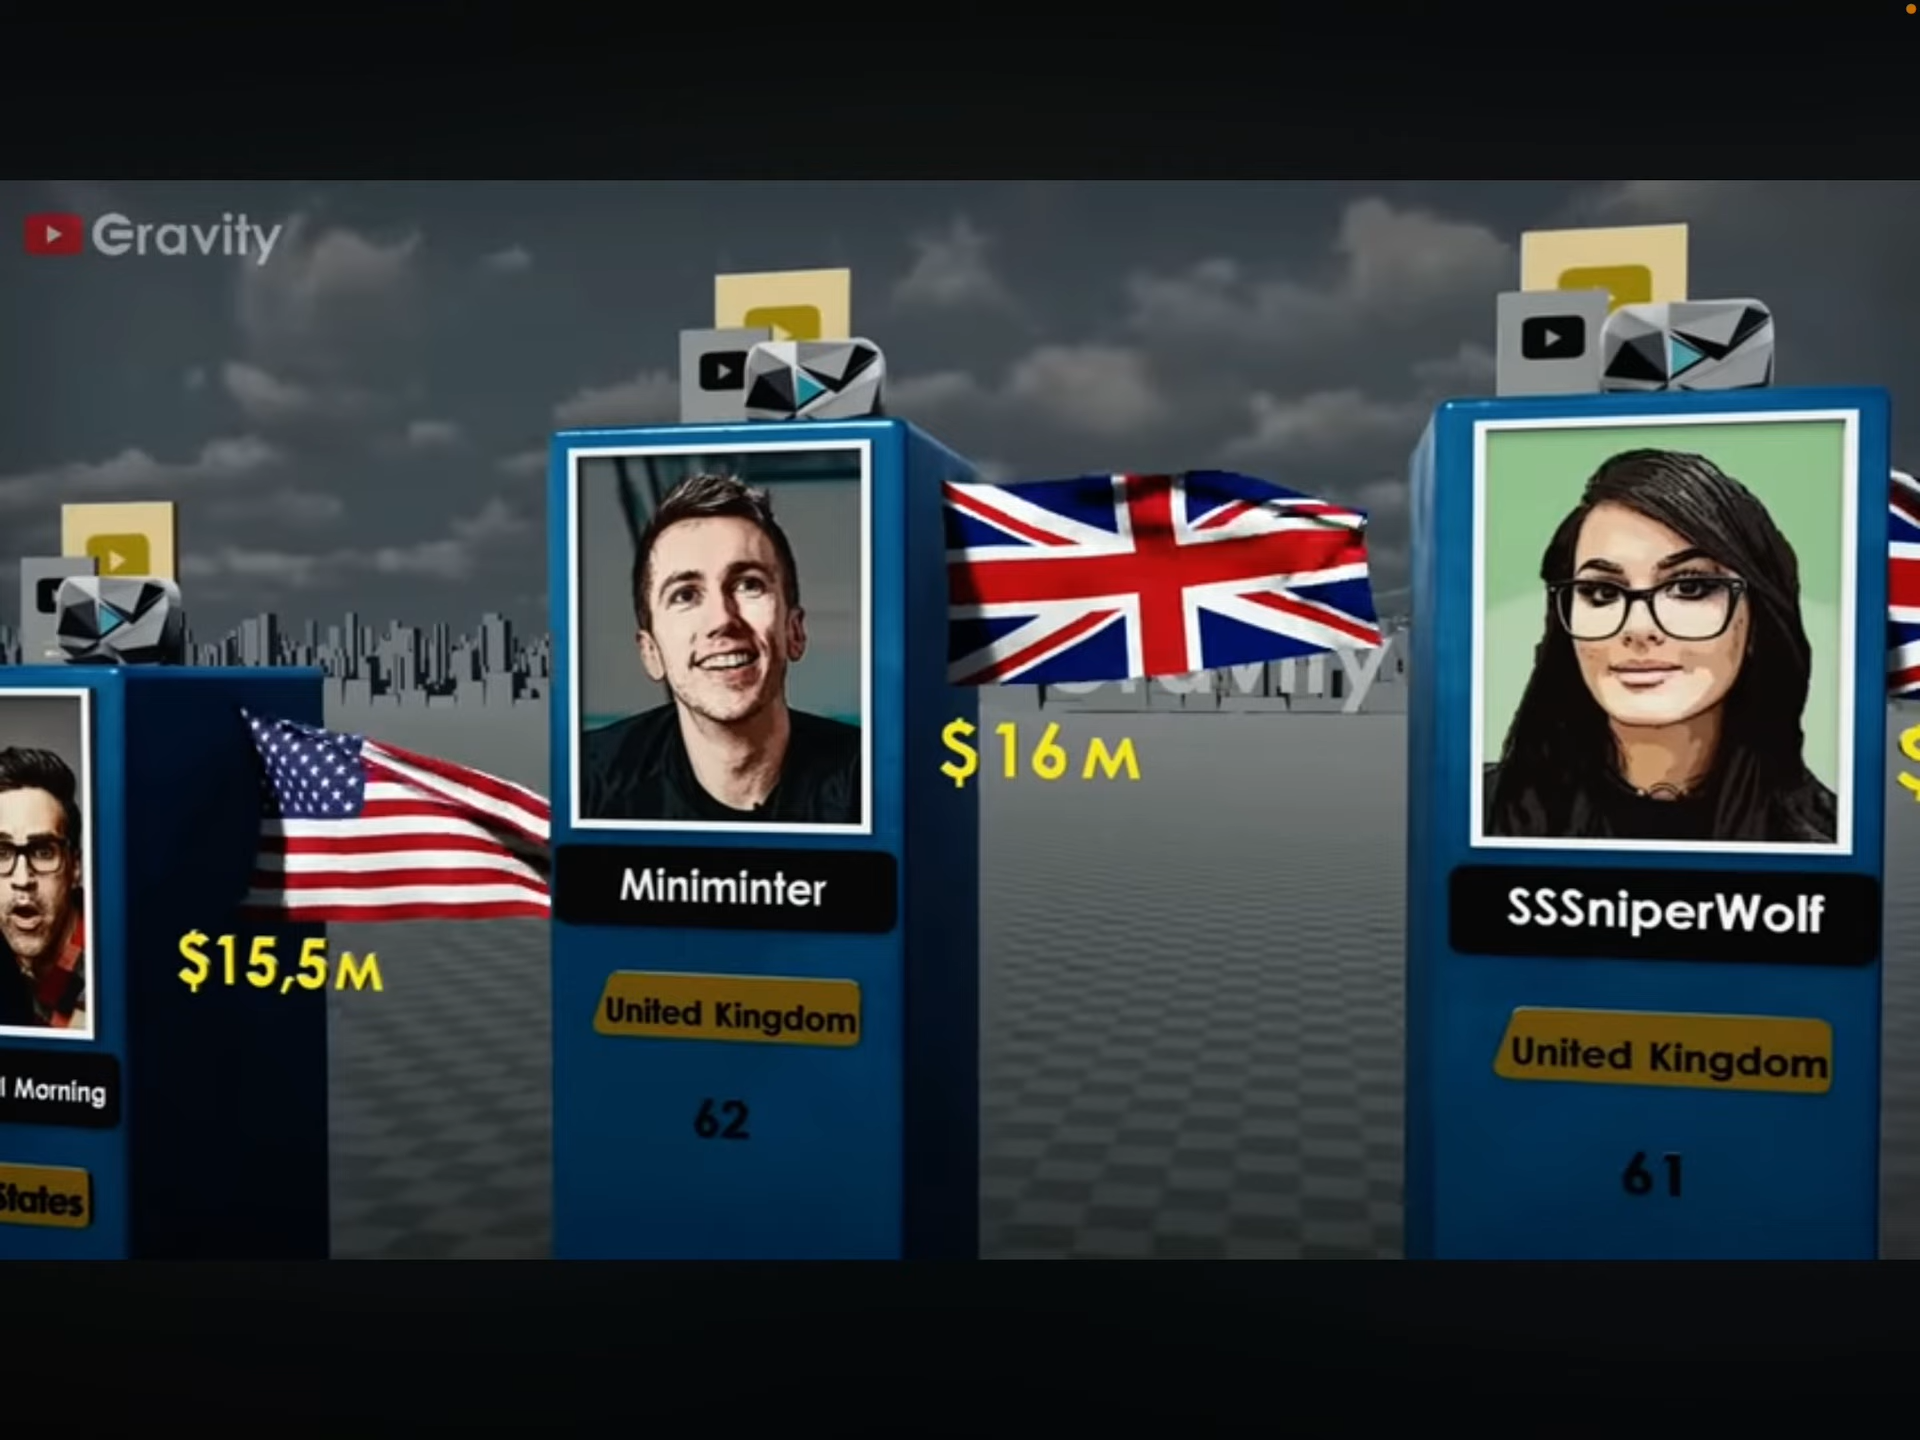 Gravity
$15,5M
l Morning
States
$16M
Miniminter
United Kingdom
62
SSSniperWolf
United Kingdom
61
$